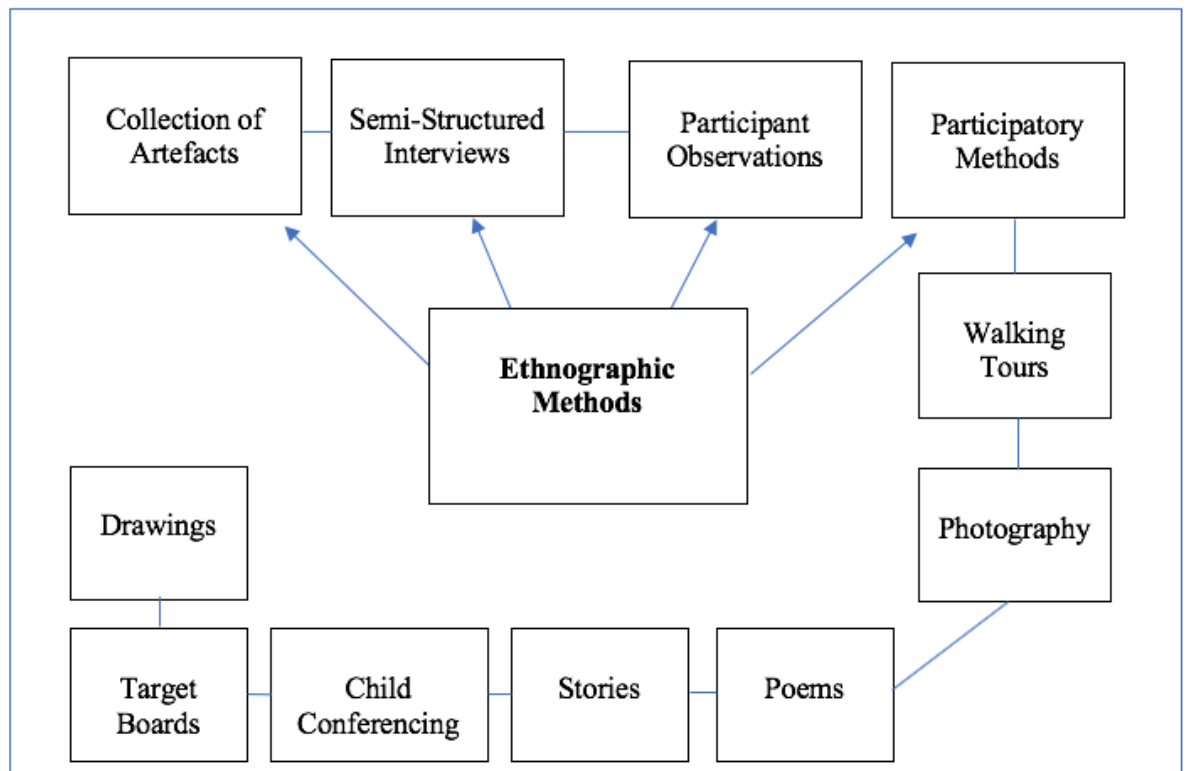 Collection of
Artefacts
Semi-Structured
Interviews
Participant
Observations
Participatory
Methods
Ethnographic
Methods
Walking
Tours
Drawings
Photography
Target
Boards
Child
Conferencing
Stories
Poems